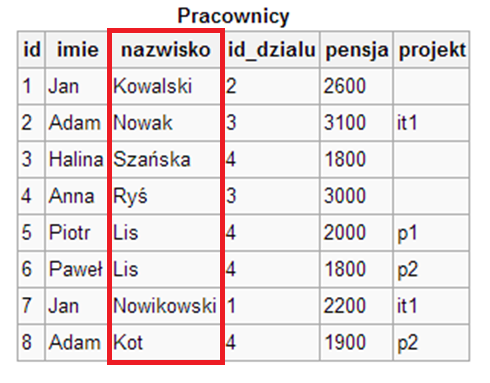 Pracownicy
id imie nazwisko id_dzialu pensja projekt
1 Jan Kowalski 2 2600
2 Adam Nowak 3 3100 it1
3 Halina Szańska 4 1800
4 Anna Ryś 3 3000
5 Piotr Lis 4 2000 p1
6 Paweł Lis 4 1800 p2
7 Jan Nowikowski 1 2200 it1
8 Adam Kot 4 1900 p2